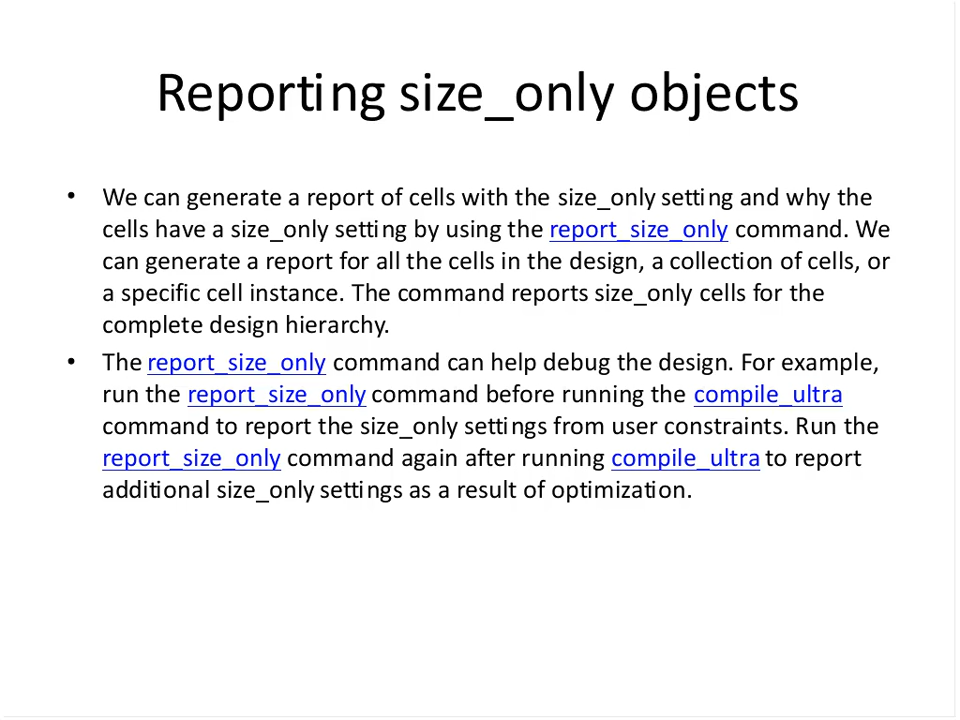 Reporting size_only objects
• We can generate a report of cells with the size_only setting and why the
cells have a size_only setting by using the report_size_only command. We
can generate a report for all the cells in the design, a collection of cells, or
a specific cell instance. The command reports size_only cells for the
complete design hierarchy.
• The report_size_only command can help debug the design. For example,
run the report_size_only command before running the compile_ultra
command to report the size_only settings from user constraints. Run the
report_size_only command again after running compile_ultra to report
additional size_only settings as a result of optimization.